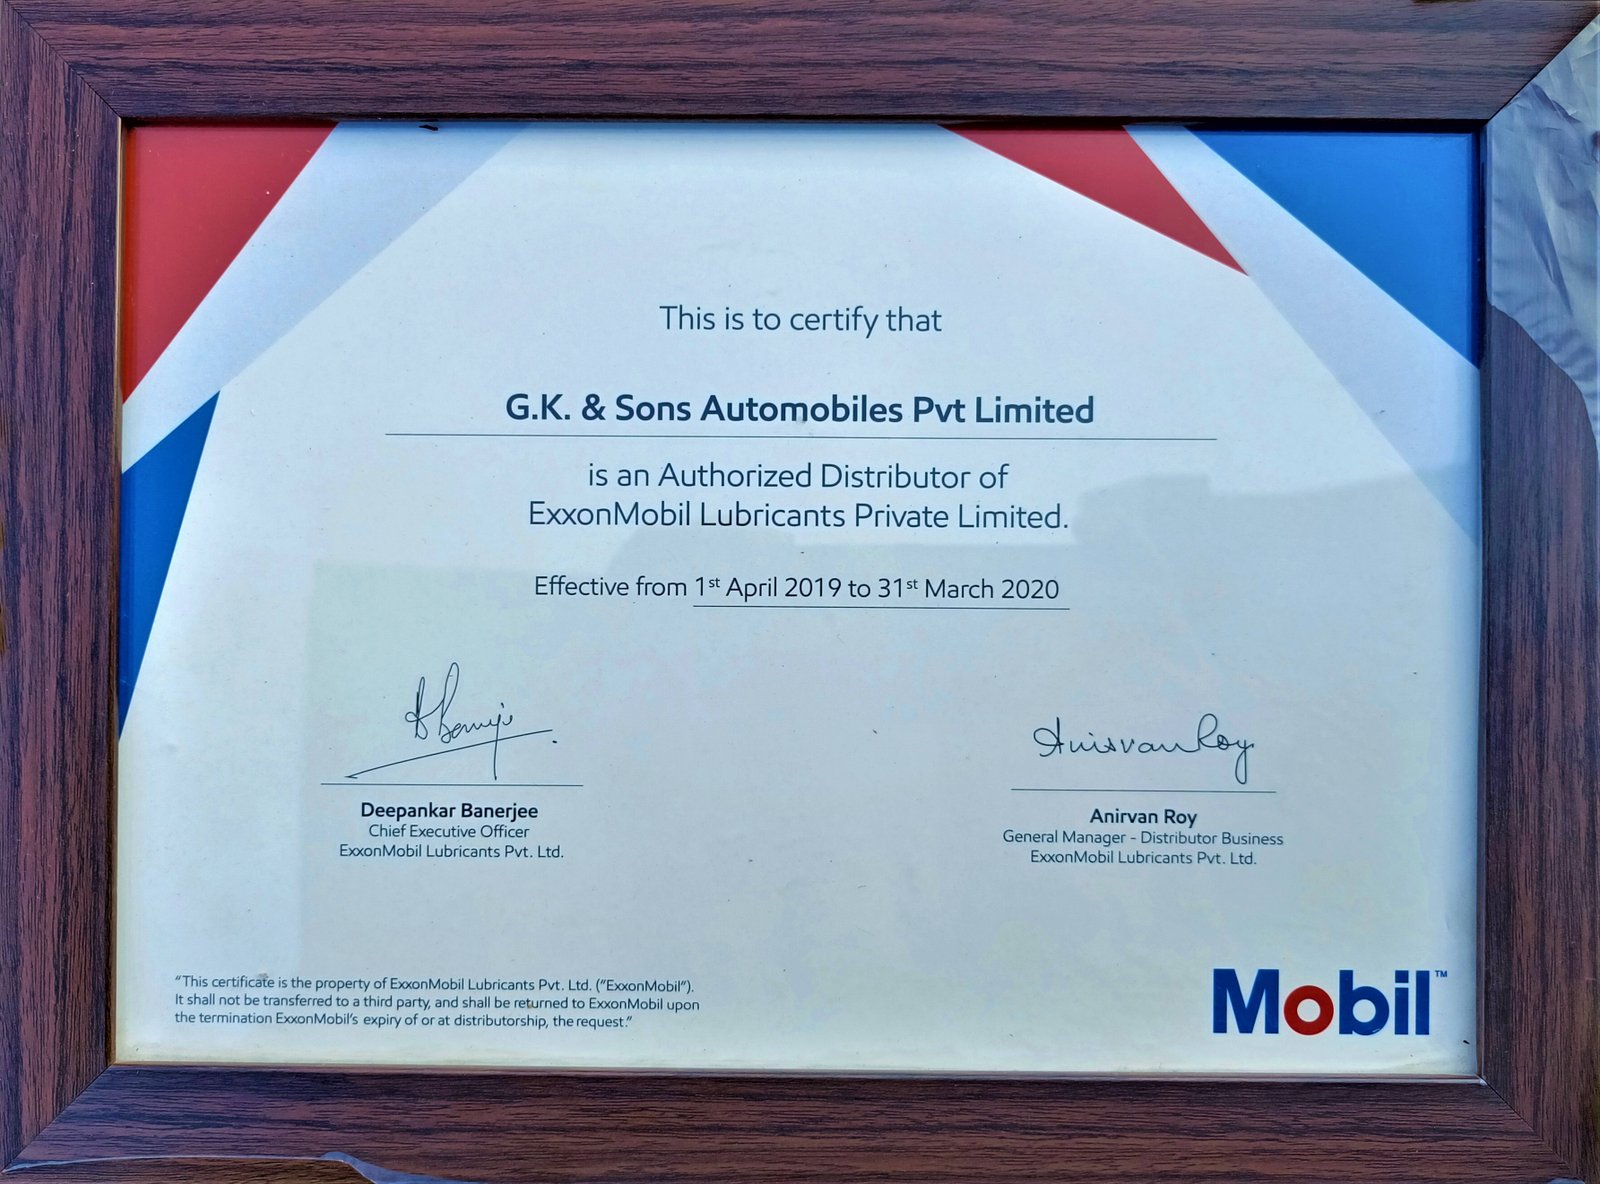 This is to certify that
G.K. & Sons Automobiles Pvt Limited
is an Authorized Distributor of
ExxonMobil Lubricants Private Limited.
Effective from 1st April 2019 to 31st March 2020
Anirvan Roy
Deepankar Banerjee
Chief Executive Officer
ExxonMobil Lubricants Pvt. Ltd.
Anirvan Roy
General Manager - Distributor Business
ExxonMobil Lubricants Pvt. Ltd.
"This certificate is the property of ExxonMobil Lubricants Pvt. Ltd. ("ExxonMobil").
It shall not be transferred to a third party, and shall be returned to ExxonMobil upon
the termination ExxonMobil's expiry of or at distributorship, the request."
Mobil™